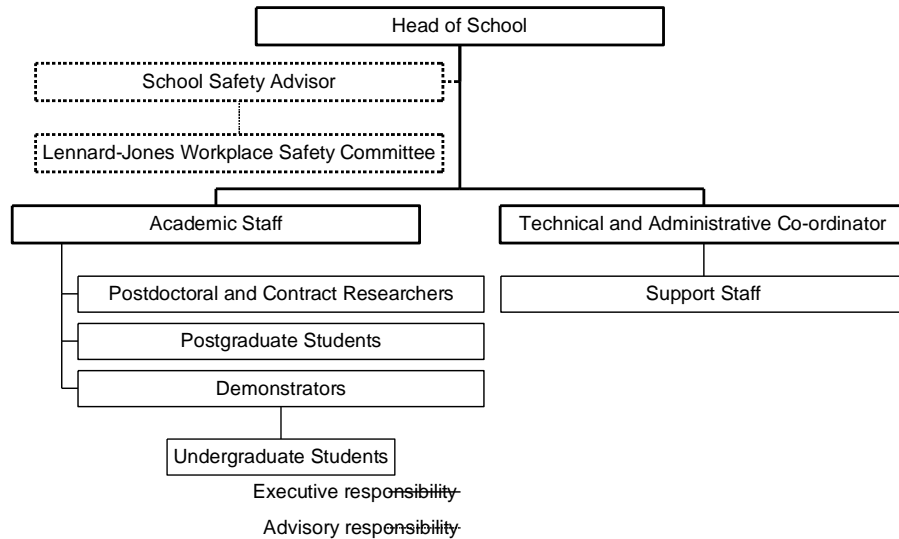 Head of School
School Safety Advisor
Lennard-Jones Workplace Safety Committee
Academic Staff
Technical and Administrative Co-ordinator
Postdoctoral and Contract Researchers
Support Staff
Postgraduate Students
Demonstrators
Undergraduate Students
Executive responsibility
Advisory responsibility